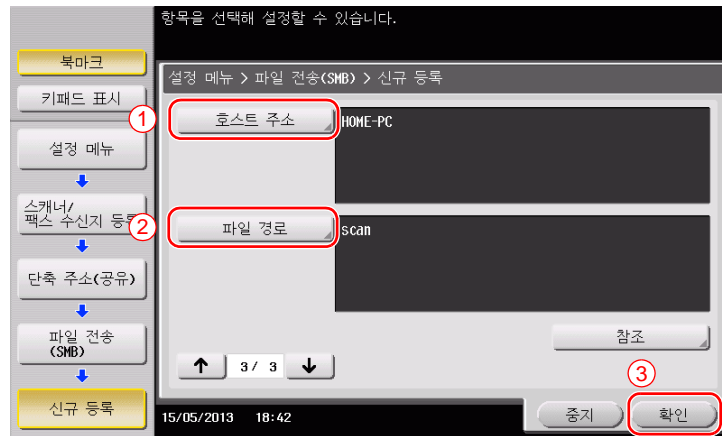 항목을 선택해 설정할 수 있습니다.
북마크
키패드 표시
설정 메뉴
스캐너/
팩스 수신지 등록
단축 주소(공유)
파일 전송
(SMB)
신규 등록
설정 메뉴 > 파일 전송(SMB) > 신규 등록
1
호스트 주소
HOME-PC
2
파일 경로
scan
참조
↑ 3/ 3 ↓
3
15/05/2013 18:42
중지
확인